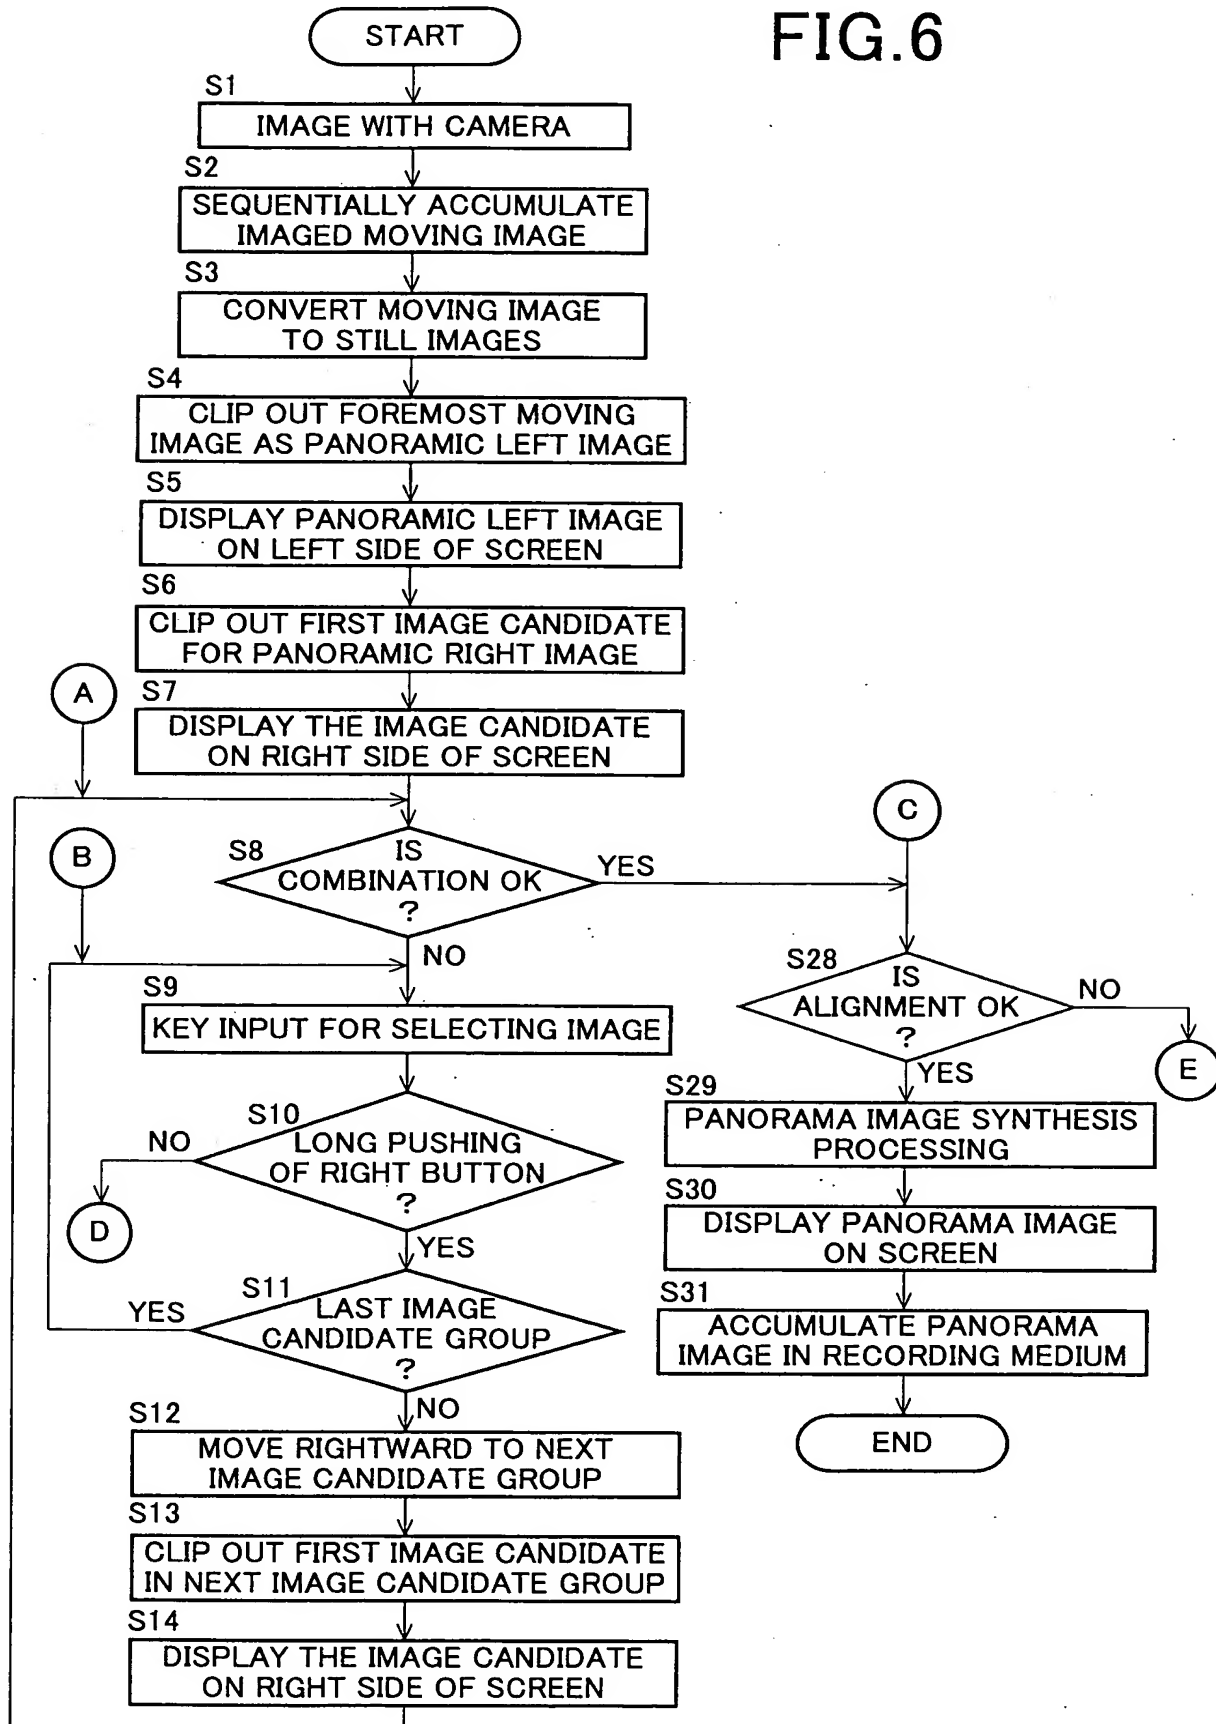 FIG.6
START
S1
IMAGE WITH CAMERA
S2
SEQUENTIALLY ACCUMULATE
IMAGED MOVING IMAGE
S3
CONVERT MOVING IMAGE
TO STILL IMAGES
S4
CLIP OUT FOREMOST MOVING
IMAGE AS PANORAMIC LEFT IMAGE
S5
DISPLAY PANORAMIC LEFT IMAGE
ON LEFT SIDE OF SCREEN
S6
CLIP OUT FIRST IMAGE CANDIDATE
FOR PANORAMIC RIGHT IMAGE
A
S7
DISPLAY THE IMAGE CANDIDATE
ON RIGHT SIDE OF SCREEN
B
S8
IS
COMBINATION OK
?
YES
NO
S9
KEY INPUT FOR SELECTING IMAGE
S10
LONG PUSHING
OF RIGHT BUTTON
?
NO
D
YES
S11
LAST IMAGE
CANDIDATE GROUP
?
YES
NO
S12
MOVE RIGHTWARD TO NEXT
IMAGE CANDIDATE GROUP
S13
CLIP OUT FIRST IMAGE CANDIDATE
IN NEXT IMAGE CANDIDATE GROUP
S14
DISPLAY THE IMAGE CANDIDATE
ON RIGHT SIDE OF SCREEN
C
S28
IS
ALIGNMENT OK
?
NO
E
YES
S29
PANORAMA IMAGE SYNTHESIS
PROCESSING
S30
DISPLAY PANORAMA IMAGE
ON SCREEN
S31
ACCUMULATE PANORAMA
IMAGE IN RECORDING MEDIUM
END